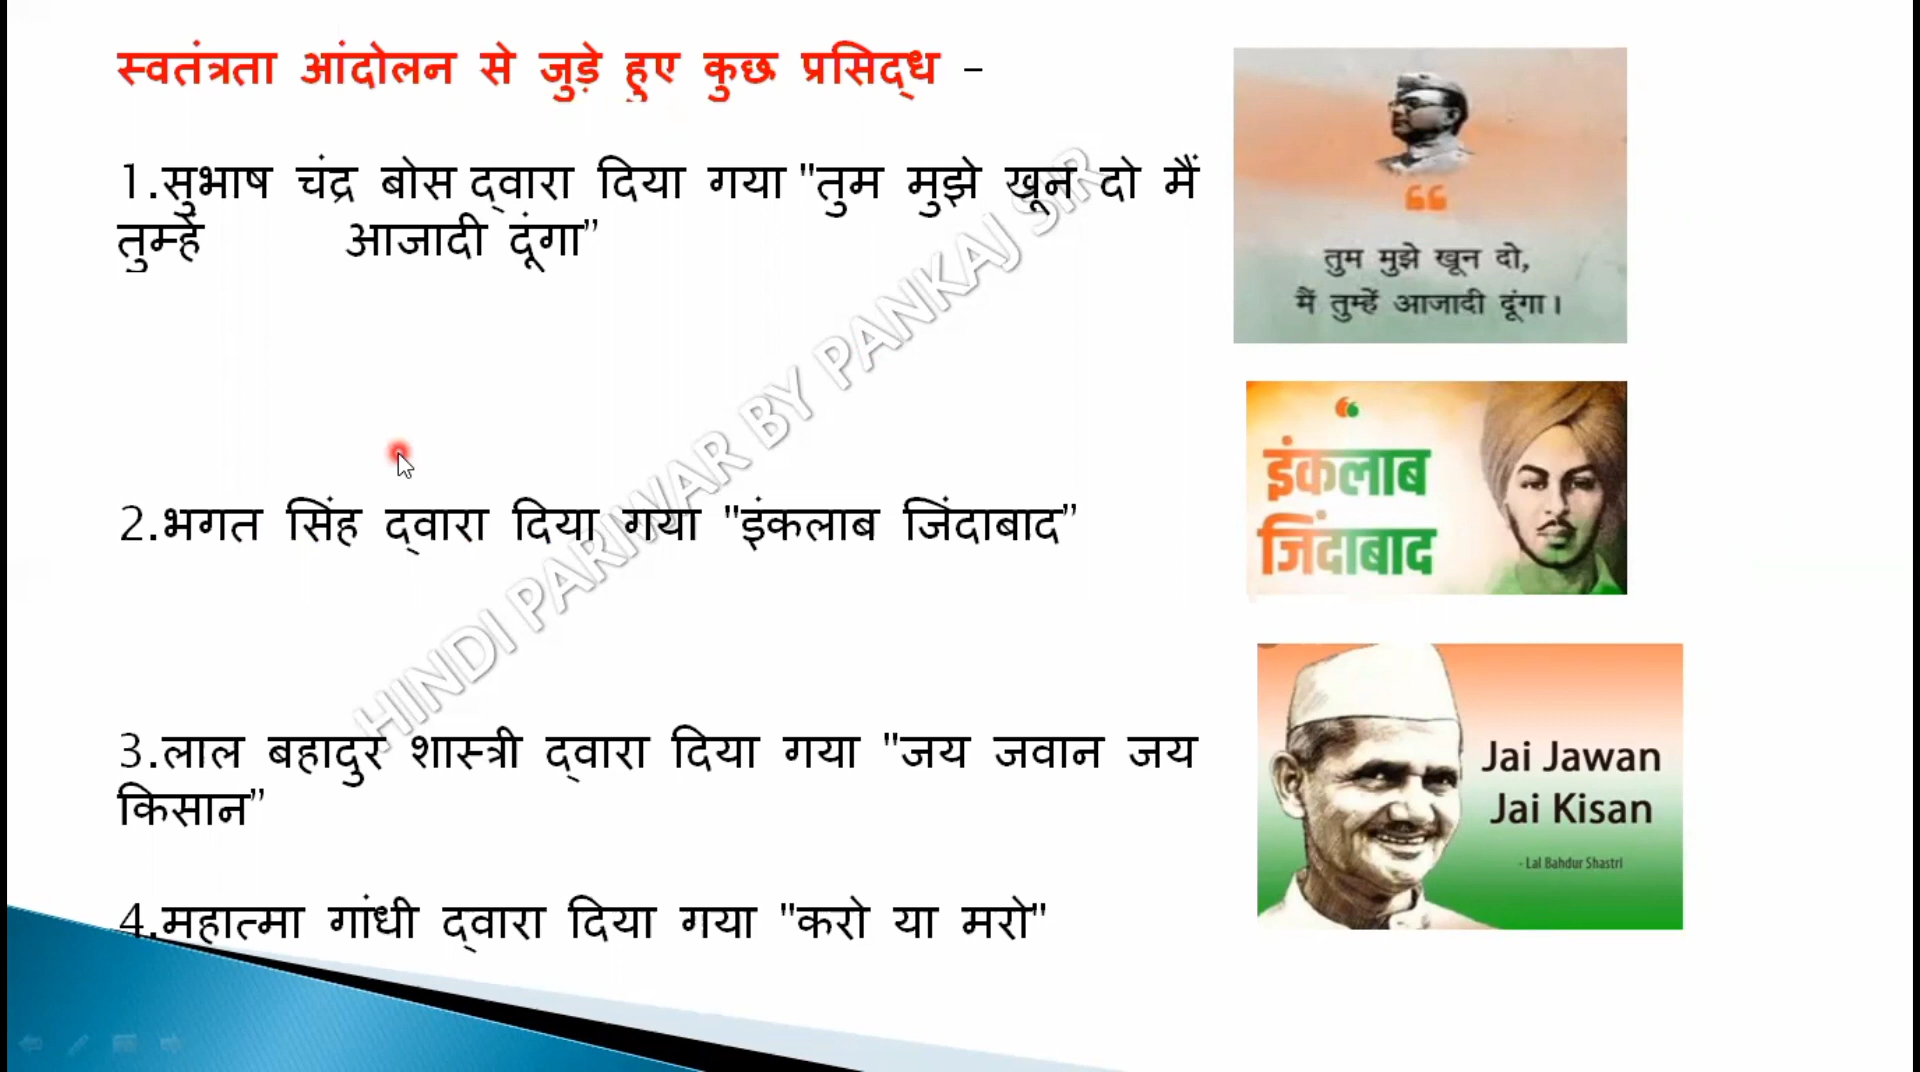 स्वतंत्रता आंदोलन से जुड़े हुए कुछ प्रसिद्ध -
1.सुभाष चंद्र बोस द्वारा दिया गया "तुम मुझे खून दो मैं
तुम्हें आजादी दूंगा”
2.भगत सिंह द्वारा दिया गया "इंकलाब जिंदाबाद”
3.लाल बहादुर शास्त्री द्वारा दिया गया "जय जवान जय
किसान”
4.महात्मा गांधी द्वारा दिया गया "करो या मरो"
HINDI PARIWAR BY PANKAJ SIR
तुम मुझे खून दो,
मैं तुम्हें आजादी दूंगा।
इंकलाब
जिंदाबाद
Jai Jawan
Jai Kisan
- Lal Bahdur Shastri